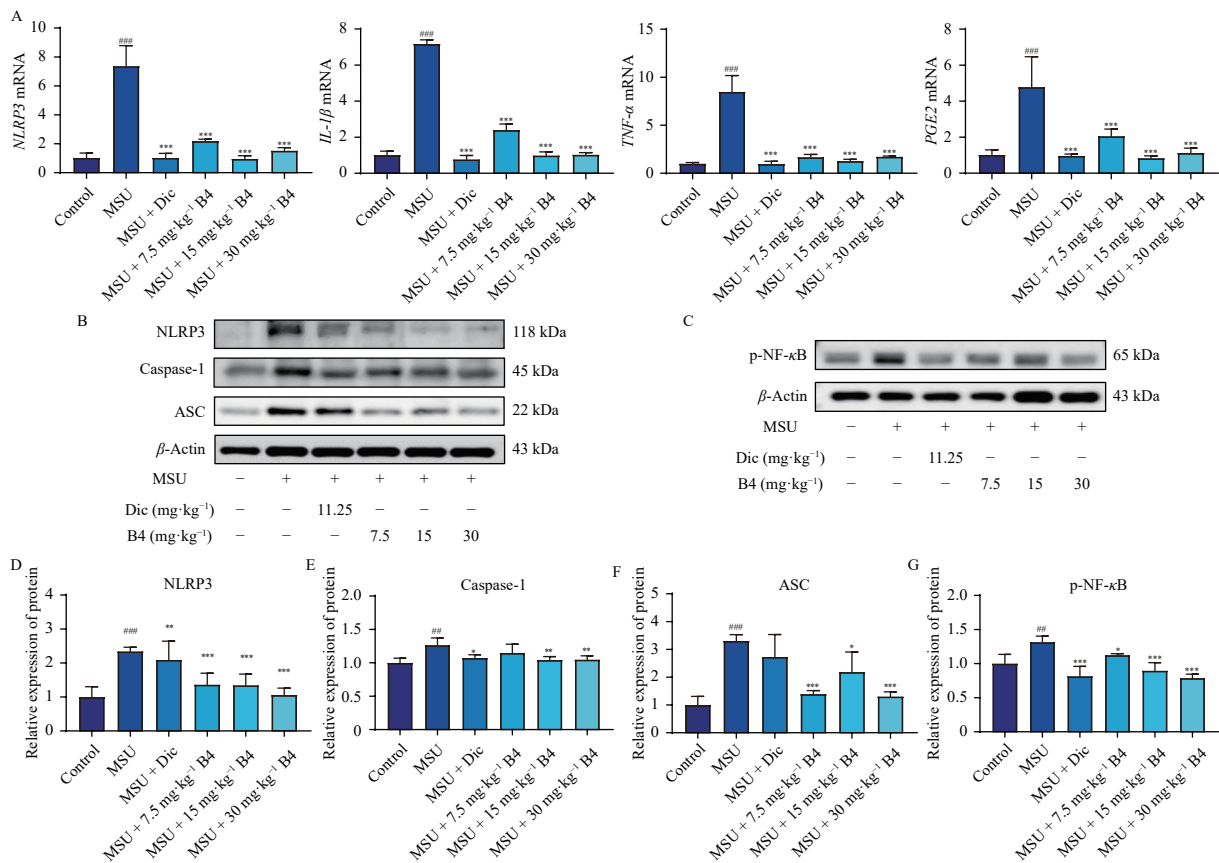 A
NLRP3 mRNA
10
8
6
4
2
0
###
***
***
***
***
Control
MSU
MSU + Dic
MSU + 7.5 mg·kg⁻¹ B4
MSU + 15 mg·kg⁻¹ B4
MSU + 30 mg·kg⁻¹ B4
IL-1β mRNA
8
6
4
2
0
###
***
***
***
***
Control
MSU
MSU + Dic
MSU + 7.5 mg·kg⁻¹ B4
MSU + 15 mg·kg⁻¹ B4
MSU + 30 mg·kg⁻¹ B4
TNF-α mRNA
15
10
5
0
###
***
***
***
***
Control
MSU
MSU + Dic
MSU + 7.5 mg·kg⁻¹ B4
MSU + 15 mg·kg⁻¹ B4
MSU + 30 mg·kg⁻¹ B4
PGE2 mRNA
8
6
4
2
0
###
***
***
***
***
Control
MSU
MSU + Dic
MSU + 7.5 mg·kg⁻¹ B4
MSU + 15 mg·kg⁻¹ B4
MSU + 30 mg·kg⁻¹ B4
B
NLRP3 118 kDa
Caspase-1 45 kDa
ASC 22 kDa
β-Actin 43 kDa
MSU − + + + + +
Dic (mg·kg⁻¹) − − 11.25 − − −
B4 (mg·kg⁻¹) − − − 7.5 15 30
C
p-NF-κB 65 kDa
β-Actin 43 kDa
MSU − + + + + +
Dic (mg·kg⁻¹) − − 11.25 − − −
B4 (mg·kg⁻¹) − − − 7.5 15 30
D
NLRP3
Relative expression of protein
4
3
2
1
0
###
**
***
***
***
Control
MSU
MSU + Dic
MSU + 7.5 mg·kg⁻¹ B4
MSU + 15 mg·kg⁻¹ B4
MSU + 30 mg·kg⁻¹ B4
E
Caspase-1
Relative expression of protein
2.0
1.5
1.0
0.5
0
##
*
**
**
Control
MSU
MSU + Dic
MSU + 7.5 mg·kg⁻¹ B4
MSU + 15 mg·kg⁻¹ B4
MSU + 30 mg·kg⁻¹ B4
F
ASC
Relative expression of protein
5
4
3
2
1
0
###
***
*
***
Control
MSU
MSU + Dic
MSU + 7.5 mg·kg⁻¹ B4
MSU + 15 mg·kg⁻¹ B4
MSU + 30 mg·kg⁻¹ B4
G
p-NF-κB
Relative expression of protein
2.0
1.5
1.0
0.5
0
##
***
*
***
***
Control
MSU
MSU + Dic
MSU + 7.5 mg·kg⁻¹ B4
MSU + 15 mg·kg⁻¹ B4
MSU + 30 mg·kg⁻¹ B4